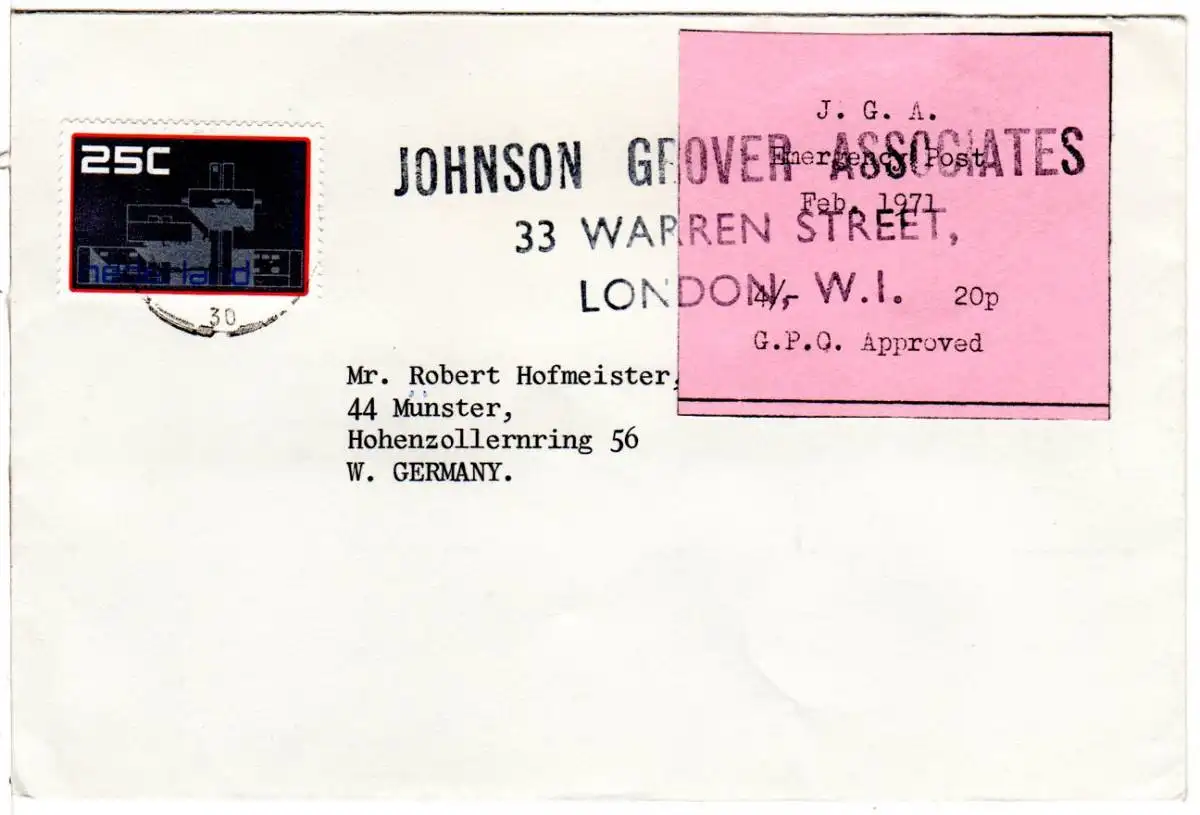 25C
nederland
30
J. G. A.
JOHNSON GROVER ASSOCIATES
Emergency Post
Feb. 1971
33 WARREN STREET,
LONDON, W.I.
4/- 20p
G.P.O. Approved
Mr. Robert Hofmeister,
44 Münster,
Hohenzollernring 56
W. GERMANY.